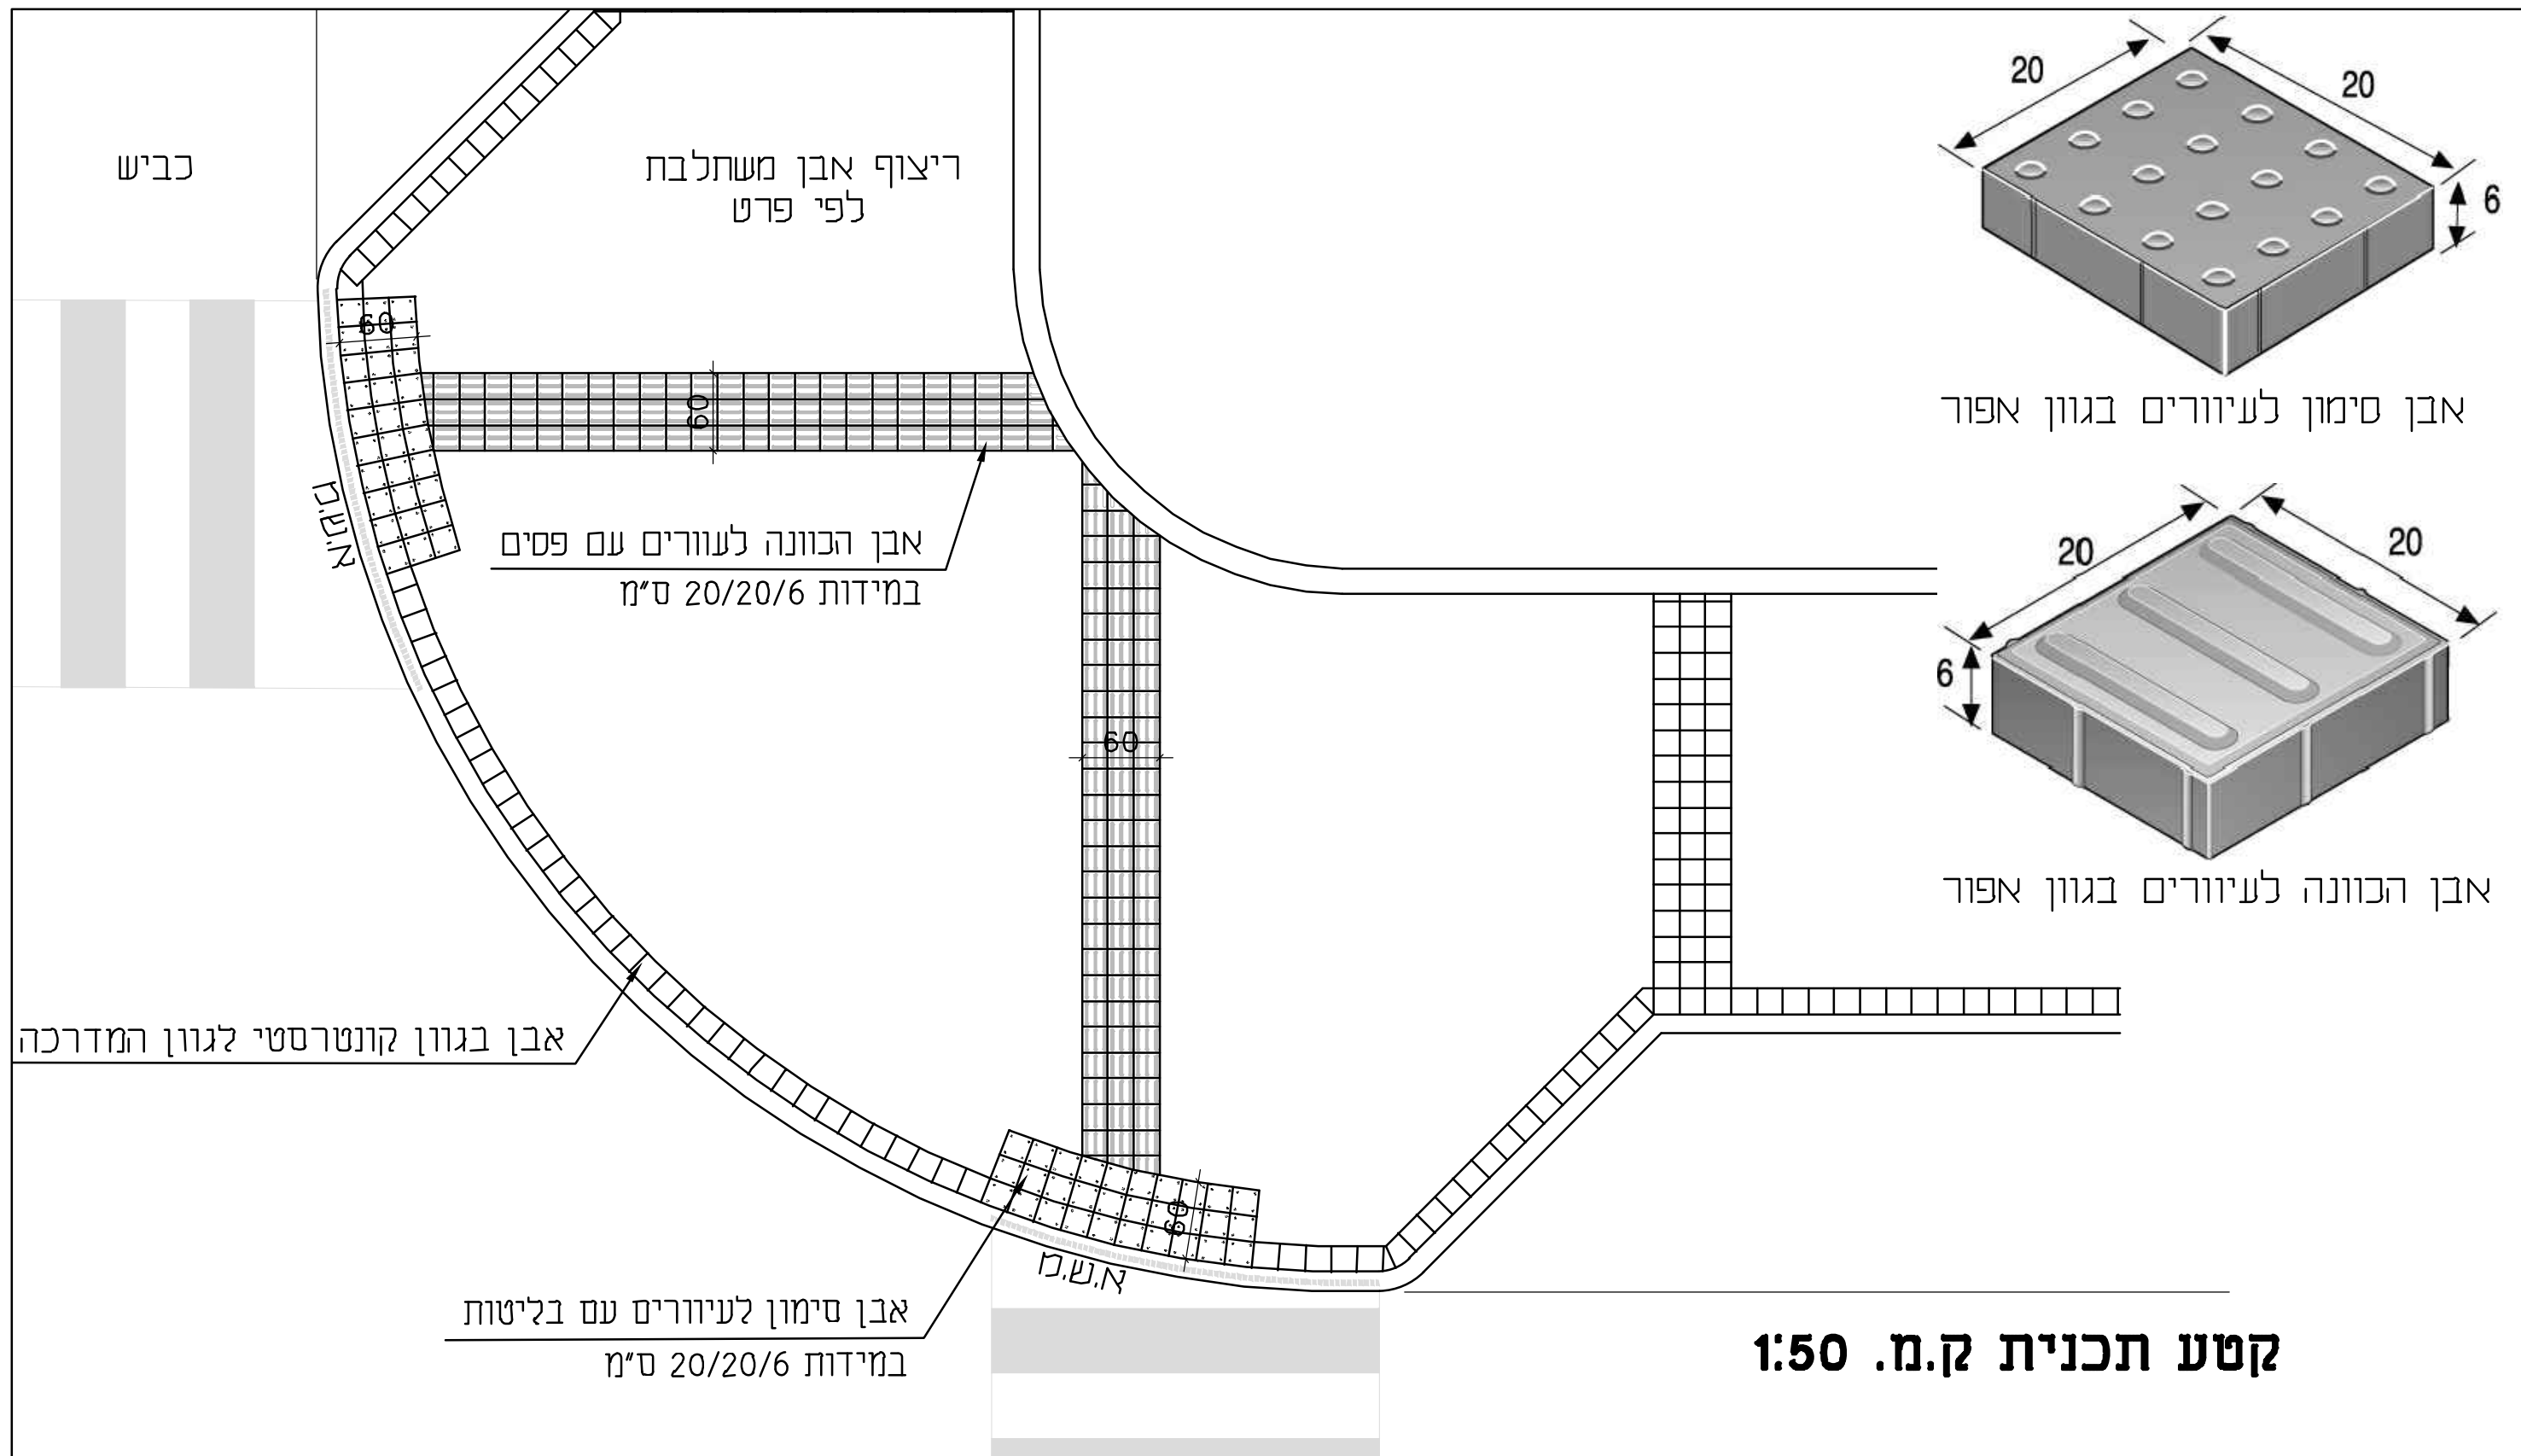 כביש
ריצוף אבן משתלבת
לפי פרט
20
20
6
אבן סימון לעיוורים בגוון אפור
60
60
א.ש.מ
אבן הכוונה לעוורים עם פסים
במידות 20/20/6 ס"מ
20
20
6
אבן הכוונה לעיוורים בגוון אפור
60
אבן בגוון קונטרסטי לגוון המדרכה
60
א.ש.מ
אבן סימון לעיוורים עם בליטות
במידות 20/20/6 ס"מ
קטע תכנית ק.מ. 1:50